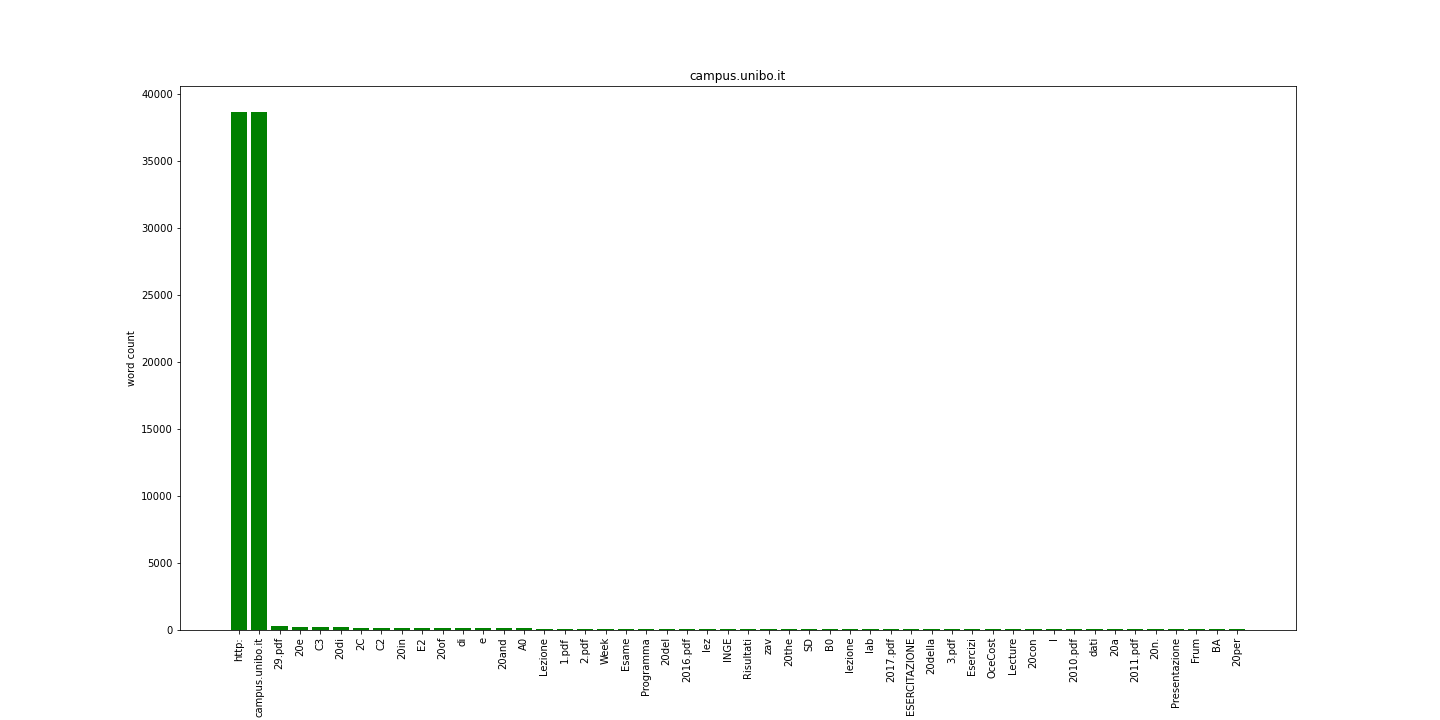 campus.unibo.it
40000
35000
30000
25000
20000
15000
10000
5000
0
word count
http:
campus.unibo.it
29.pdf
20e
C3
20di
2C
C2
20in
E2
20of
di
e
20and
A0
Lezione
1.pdf
2.pdf
Week
Esame
Programma
20del
2016.pdf
lez
INGE
Risultati
zav
20the
SD
B0
lezione
lab
2017.pdf
ESERCITAZIONE
20della
3.pdf
Esercizi
OceCost
Lecture
20con
I
2010.pdf
dati
20a
2011.pdf
20n.
Presentazione
Frum
BA
20per